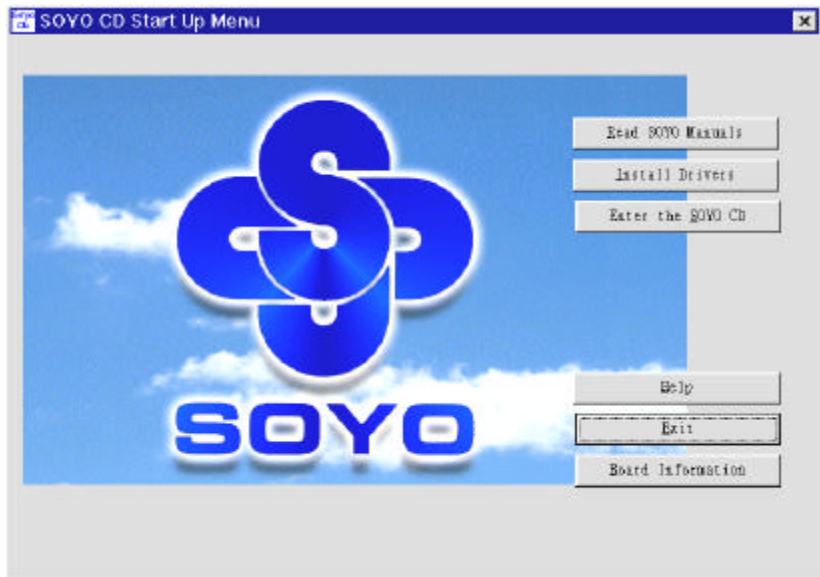 SOYO CD Start Up Menu
Read SOYO Manuals
Install Drivers
Enter the SOYO CD
Help
Exit
Board Information
SOYO